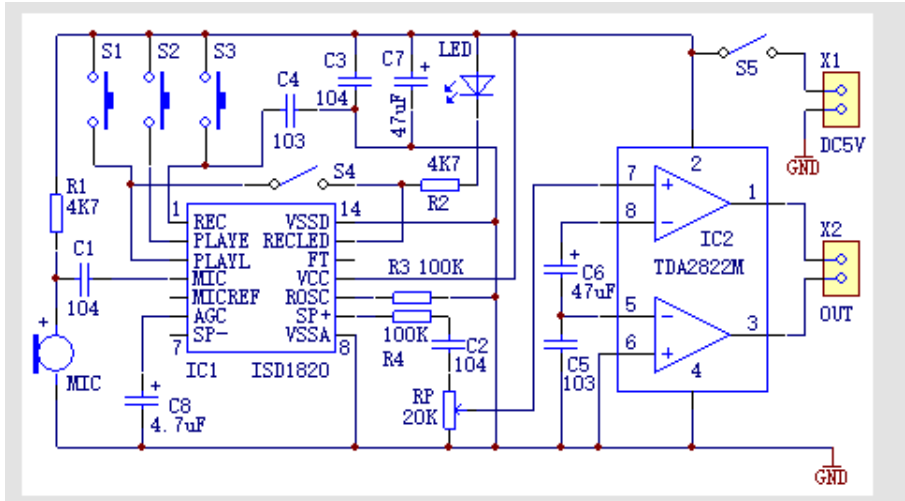 S1 S2 S3
C3
104
C7
+
47uF
LED
S5
X1
DC5V
GND
C4
103
S4
4K7
R2
R1
4K7
C1
104
+
MIC
1 REC VSSD 14
PLAYE RECLED
PLAYL FT
MIC VCC
MICREF ROSC
AGC SP+
7 SP- VSSA 8
IC1 ISD1820
R3 100K
100K
R4
C2
104
RP
20K
+
C8
4.7uF
+
C6
47uF
C5
103
2
7 + 1
8 -
IC2
TDA2822M
5 -
6 + 3
4
X2
OUT
GND